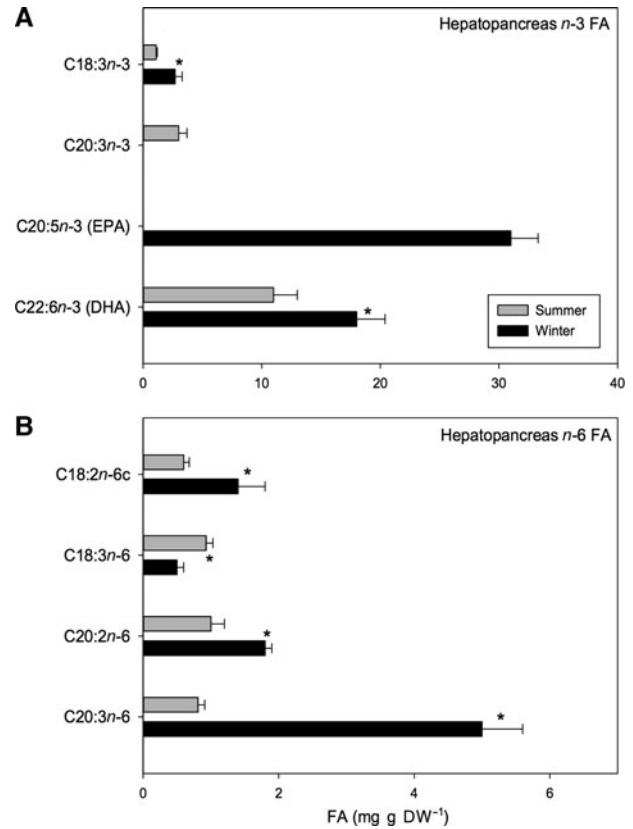 A
Hepatopancreas n-3 FA
C18:3n-3
*
C20:3n-3
C20:5n-3 (EPA)
C22:6n-3 (DHA)
*
Summer
Winter
0 10 20 30 40
B
Hepatopancreas n-6 FA
C18:2n-6c
*
C18:3n-6
*
C20:2n-6
*
C20:3n-6
*
0 2 4 6
FA (mg g DW⁻¹)